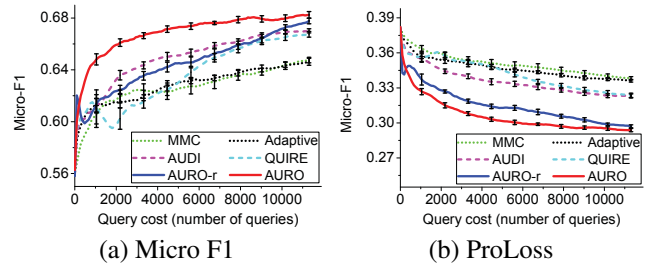 0.68
0.64
0.60
0.56
Micro-F1
MMC
Adaptive
AUDI
QUIRE
AURO-r
AURO
0 2000 4000 6000 8000 10000
Query cost (number of queries)
(a) Micro F1
0.39
0.36
0.33
0.30
0.27
Micro-F1
MMC
Adaptive
AUDI
QUIRE
AURO-r
AURO
0 2000 4000 6000 8000 10000
Query cost (number of queries)
(b) ProLoss